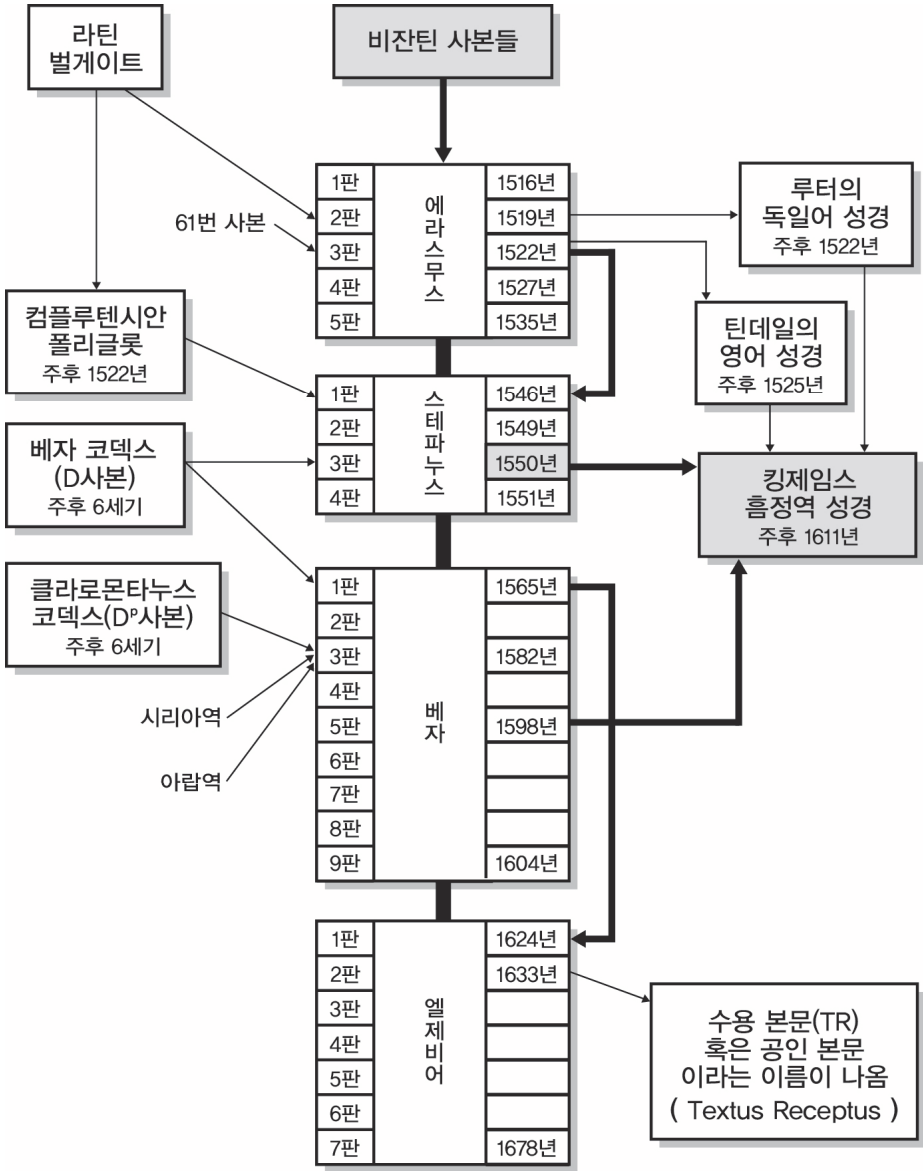 라틴
벌게이트
비잔틴 사본들
1판
2판
3판
4판
5판
에라스무스
1516년
1519년
1522년
1527년
1535년
61번 사본
루터의
독일어 성경
주후 1522년
틴데일의
영어 성경
주후 1525년
컴플루텐시안
폴리글롯
주후 1522년
1판
2판
3판
4판
스테파누스
1546년
1549년
1550년
1551년
베자 코덱스
(D사본)
주후 6세기
킹제임스
흠정역 성경
주후 1611년
클라로몬타누스
코덱스(Dᵖ사본)
주후 6세기
시리아역
아랍역
1판
2판
3판
4판
5판
6판
7판
8판
9판
베자
1565년
1582년
1598년
1604년
1판
2판
3판
4판
5판
6판
7판
엘제비어
1624년
1633년
1678년
수용 본문(TR)
혹은 공인 본문
이라는 이름이 나옴
( Textus Receptus )